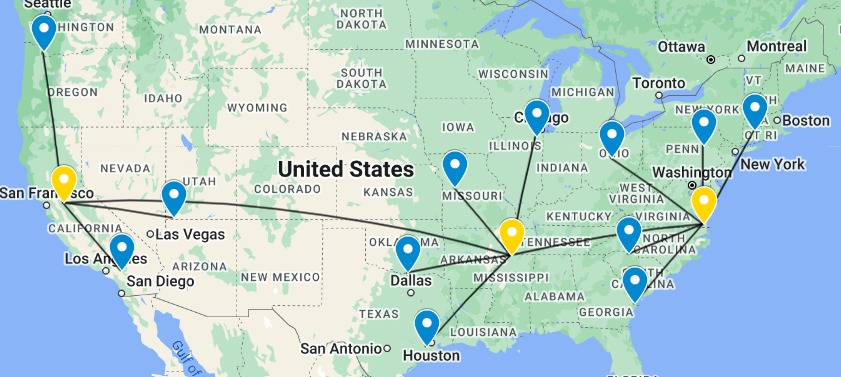 Seattle
HINGTON
MONTANA
NORTH
DAKOTA
MINNESOTA
Ottawa
Montreal
MAINE
VT
OREGON
IDAHO
SOUTH
DAKOTA
WISCONSIN
MICHIGAN
Toronto
WYOMING
NEW YORK
Boston
CT RI
Chicago
IOWA
NEBRASKA
ILLINOIS
OHIO
PENN
New York
NEVADA
UTAH
United States
INDIANA
Washington
San Francisco
COLORADO
KANSAS
MISSOURI
WEST
VIRGINIA
KENTUCKY
VIRGINIA
CALIFORNIA
Las Vegas
OKLAHOMA
TENNESSEE
NORTH
CAROLINA
Los Angeles
ARIZONA
NEW MEXICO
ARKANSAS
San Diego
Dallas
MISSISSIPPI
ALABAMA
GEORGIA
TEXAS
LOUISIANA
San Antonio
Houston
Gulf of